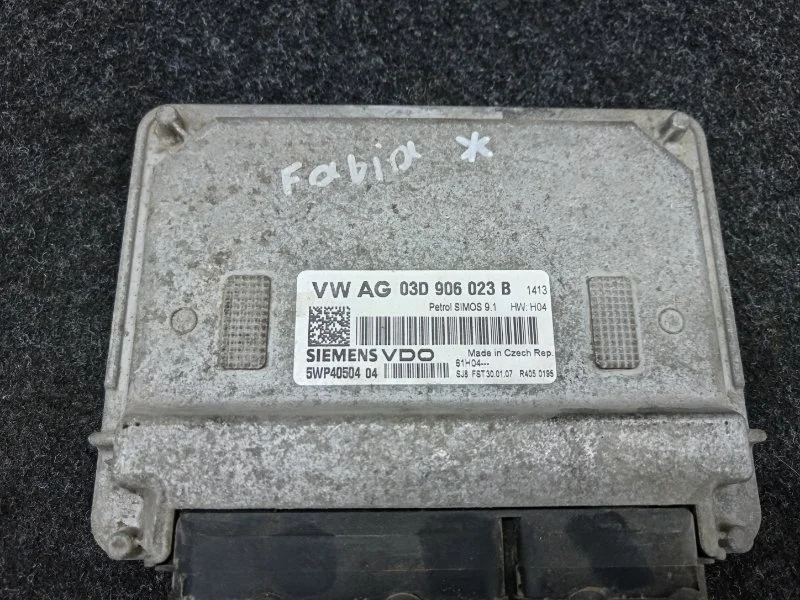 Fabia *
VW AG 03D 906 023 B 1413
Petrol SIMOS 9.1 HW: H04
SIEMENS VDO Made in Czech Rep.
5WP40504 04 61H04---
SJ8 FST 30.01.07 R405 0195